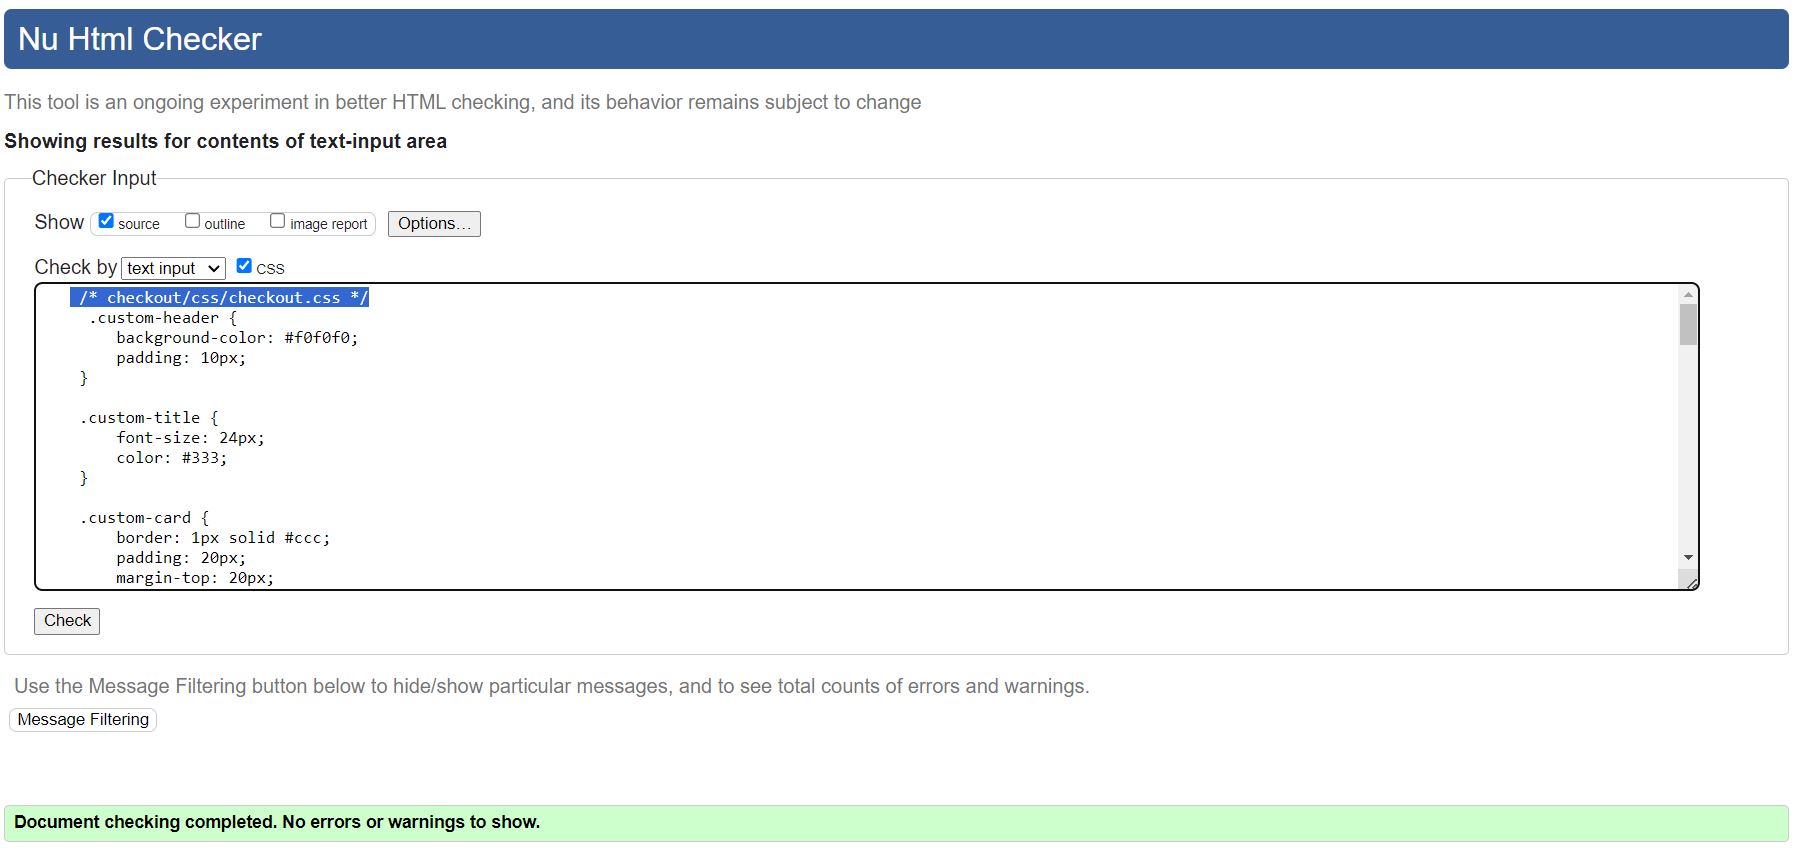 Nu Html Checker
This tool is an ongoing experiment in better HTML checking, and its behavior remains subject to change
Showing results for contents of text-input area
Checker Input
Show source outline image report Options...
Check by text input CSS
/* checkout/css/checkout.css */
.custom-header {
background-color: #f0f0f0;
padding: 10px;
}
.custom-title {
font-size: 24px;
color: #333;
}
.custom-card {
border: 1px solid #ccc;
padding: 20px;
margin-top: 20px;
Check
Use the Message Filtering button below to hide/show particular messages, and to see total counts of errors and warnings.
Message Filtering
Document checking completed. No errors or warnings to show.